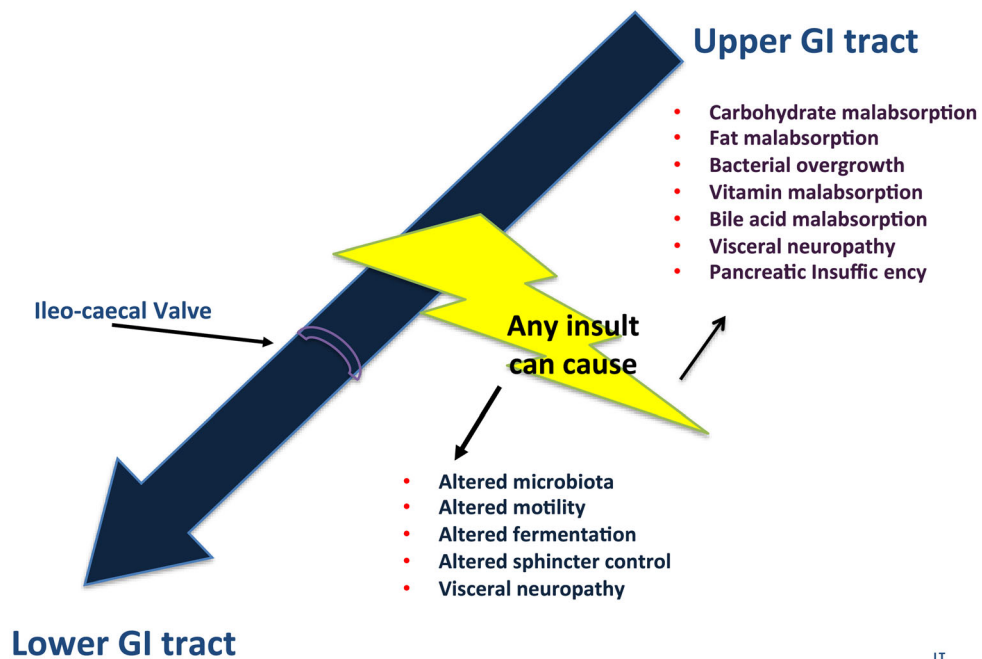 Upper GI tract
• Carbohydrate malabsorption
• Fat malabsorption
• Bacterial overgrowth
• Vitamin malabsorption
• Bile acid malabsorption
• Visceral neuropathy
• Pancreatic Insuffic ency
Ileo-caecal Valve
Any insult
can cause
• Altered microbiota
• Altered motility
• Altered fermentation
• Altered sphincter control
• Visceral neuropathy
Lower GI tract